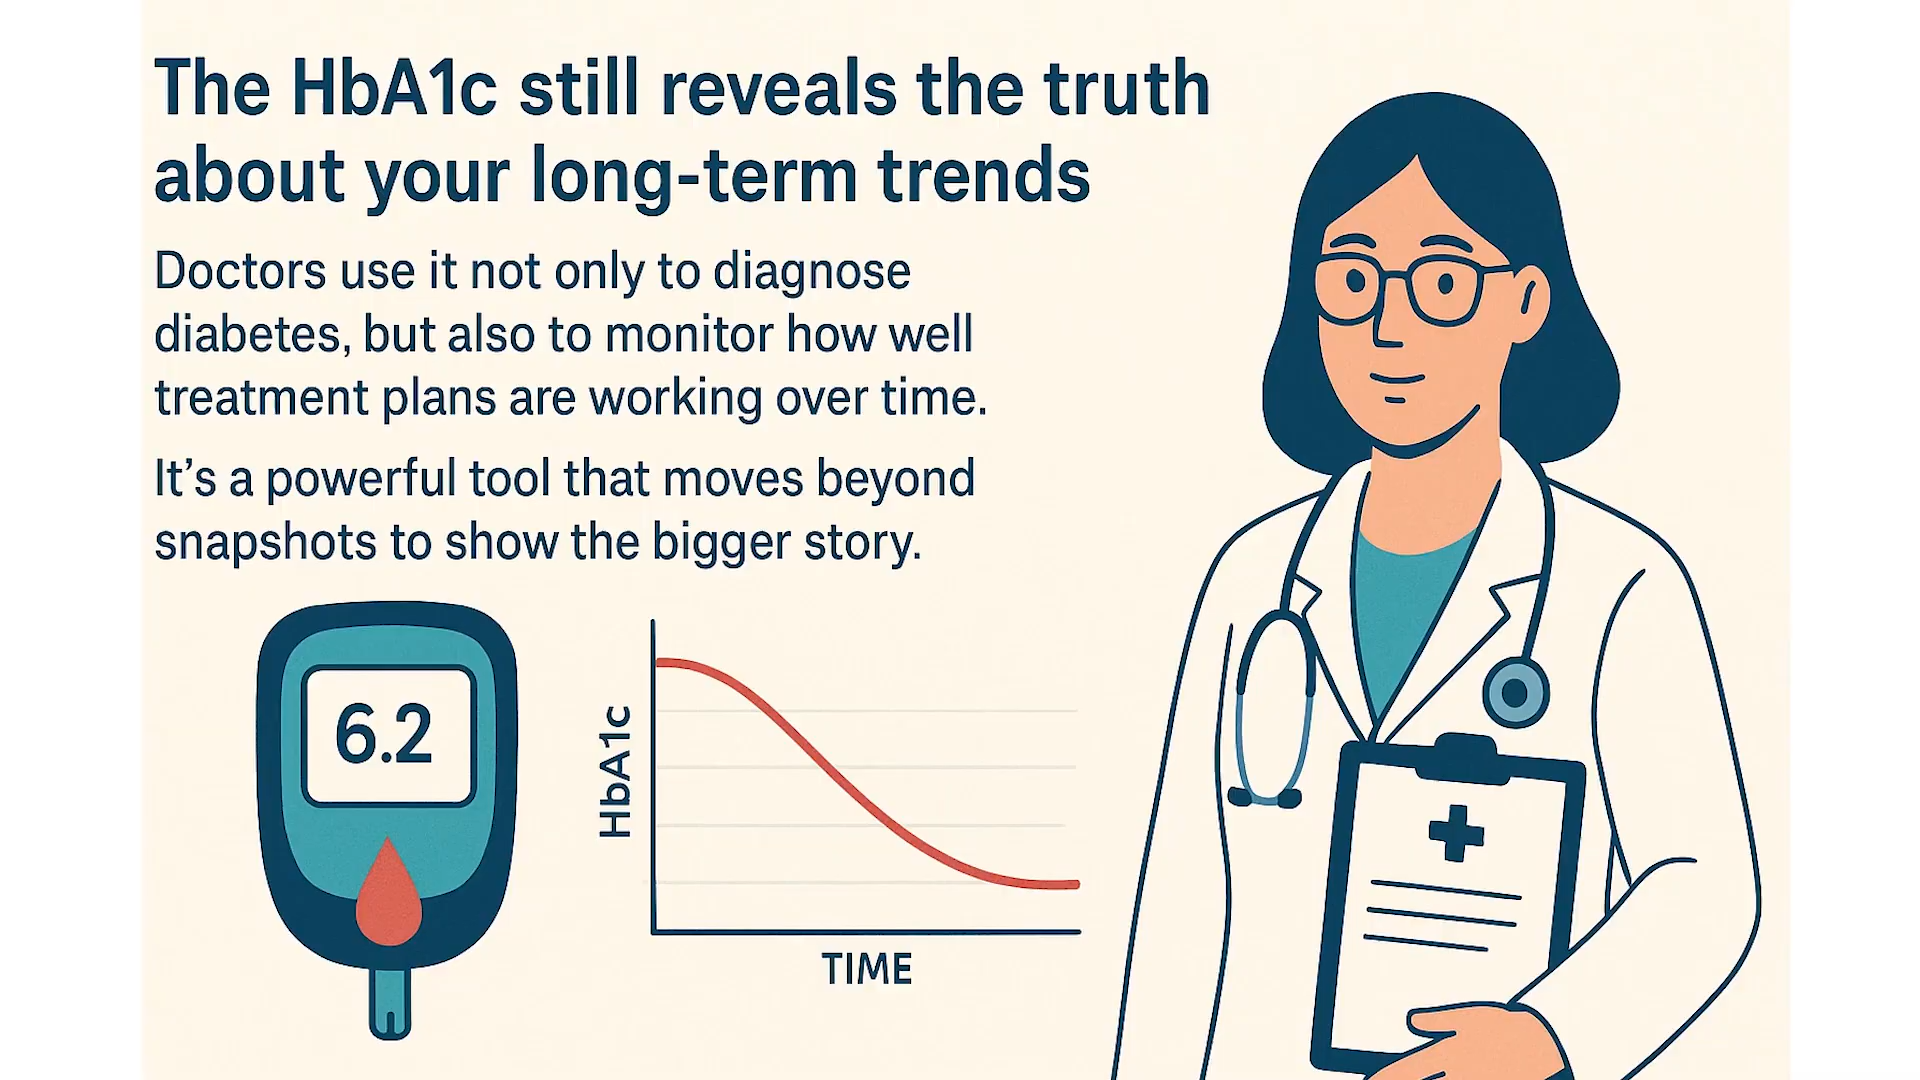 The HbA1c still reveals the truth
about your long-term trends
Doctors use it not only to diagnose
diabetes, but also to monitor how well
treatment plans are working over time.
It's a powerful tool that moves beyond
snapshots to show the bigger story.
6.2
HbA1c
TIME